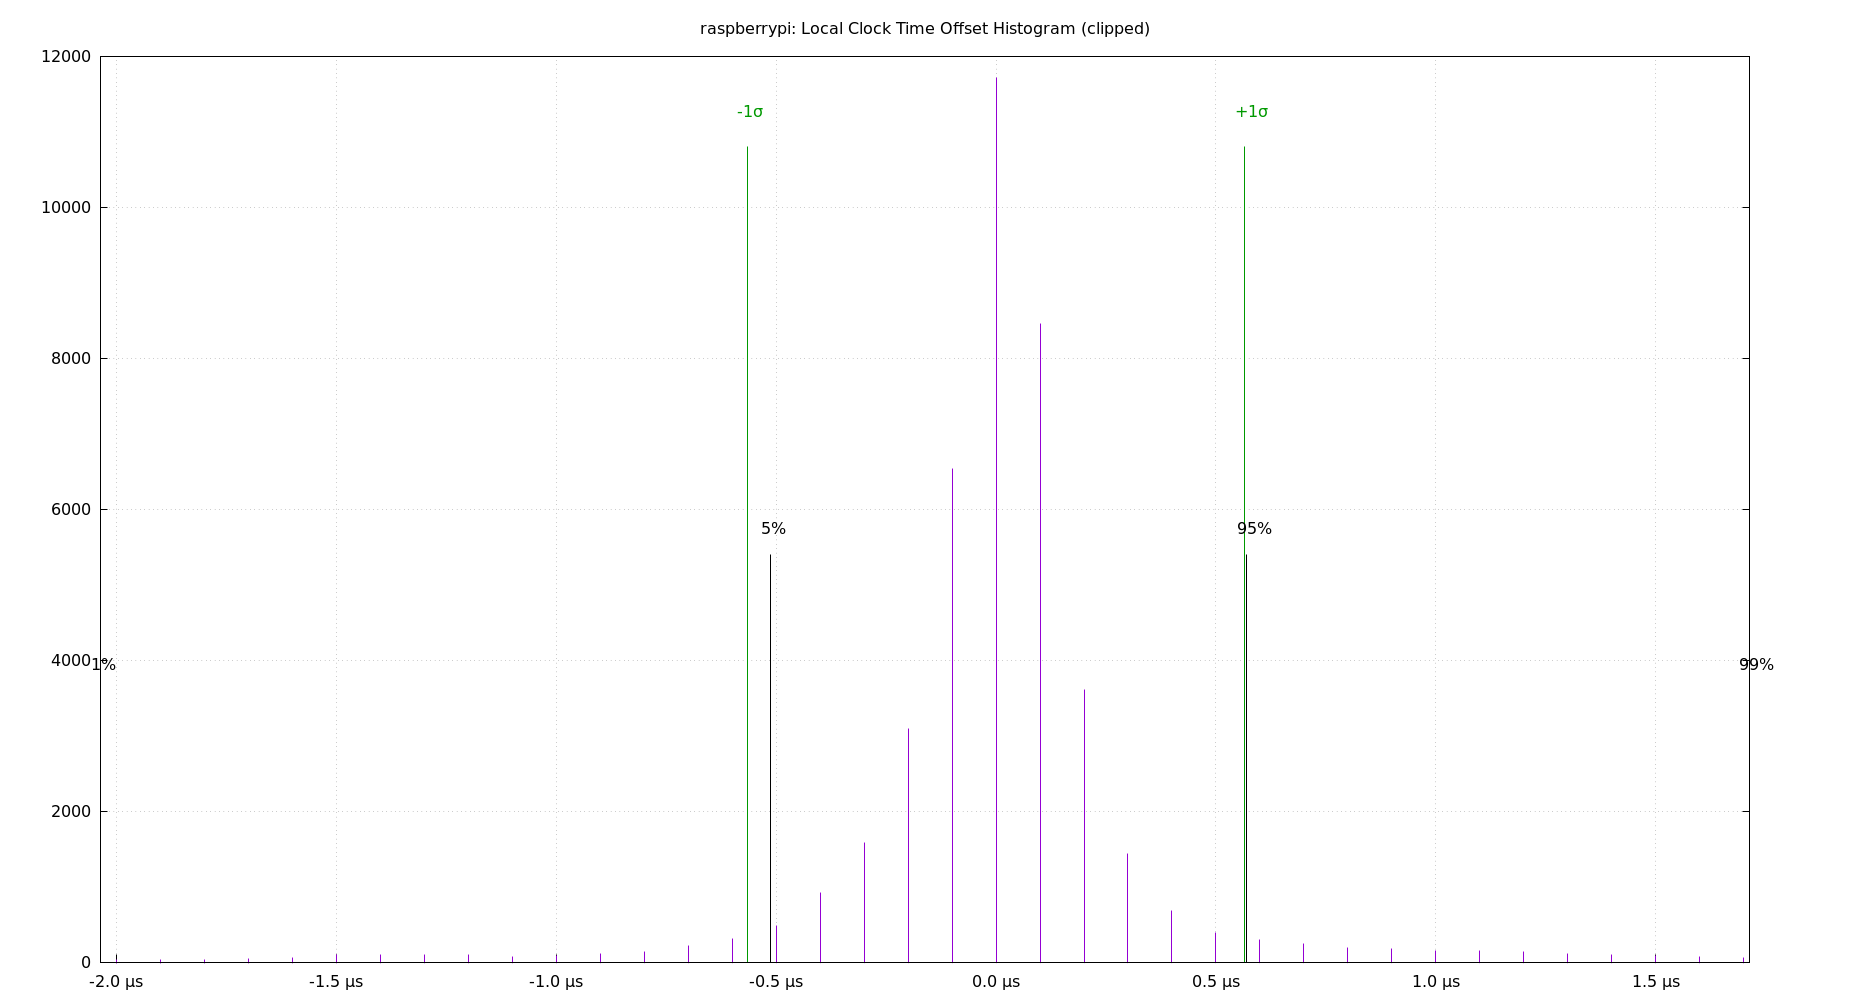 raspberrypi: Local Clock Time Offset Histogram (clipped)
12000
-1σ
+1σ
10000
8000
6000
5%
95%
4000
1%
99%
2000
0
-2.0 μs
-1.5 μs
-1.0 μs
-0.5 μs
0.0 μs
0.5 μs
1.0 μs
1.5 μs